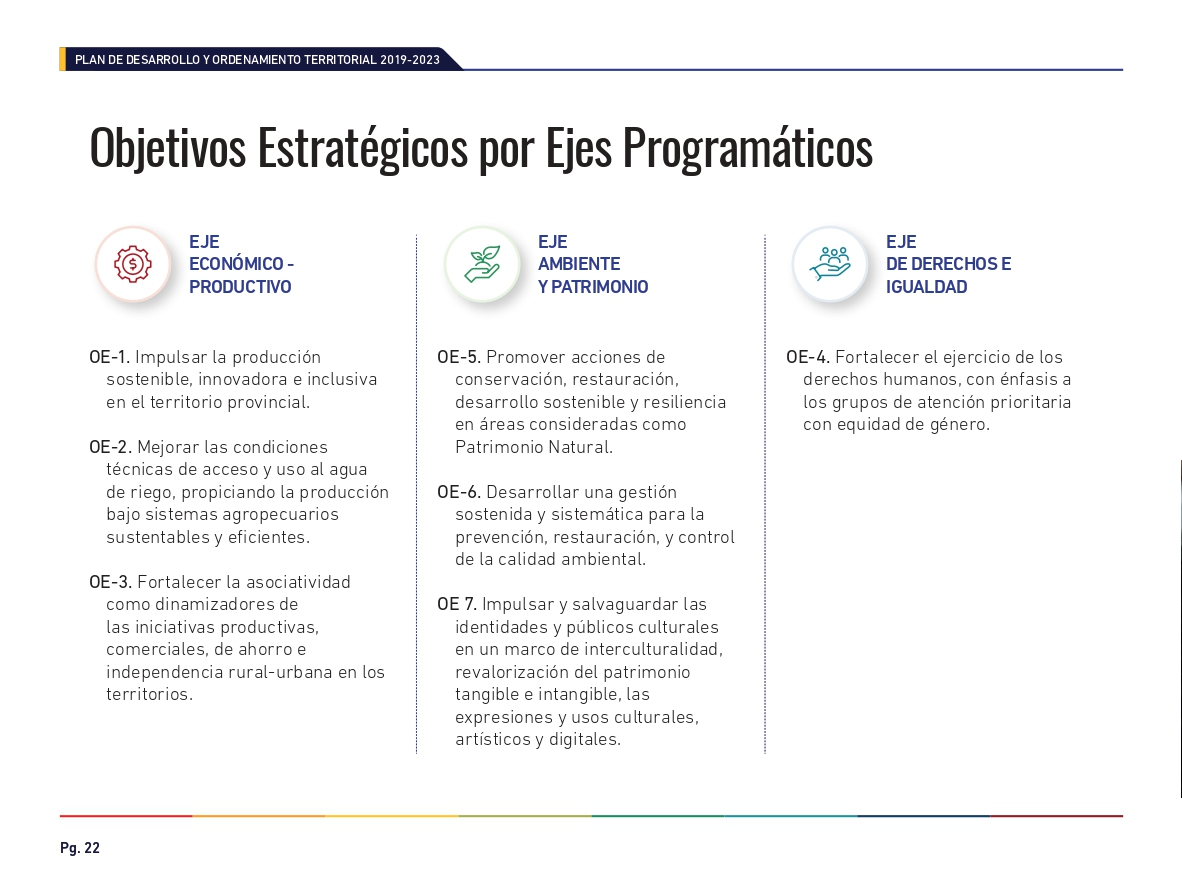 PLAN DE DESARROLLO Y ORDENAMIENTO TERRITORIAL 2019-2023
Objetivos Estratégicos por Ejes Programáticos
EJE
ECONÓMICO -
PRODUCTIVO
OE-1. Impulsar la producción
sostenible, innovadora e inclusiva
en el territorio provincial.
OE-2. Mejorar las condiciones
técnicas de acceso y uso al agua
de riego, propiciando la producción
bajo sistemas agropecuarios
sustentables y eficientes.
OE-3. Fortalecer la asociatividad
como dinamizadores de
las iniciativas productivas,
comerciales, de ahorro e
independencia rural-urbana en los
territorios.
EJE
AMBIENTE
Y PATRIMONIO
OE-5. Promover acciones de
conservación, restauración,
desarrollo sostenible y resiliencia
en áreas consideradas como
Patrimonio Natural.
OE-6. Desarrollar una gestión
sostenida y sistemática para la
prevención, restauración, y control
de la calidad ambiental.
OE 7. Impulsar y salvaguardar las
identidades y públicos culturales
en un marco de interculturalidad,
revalorización del patrimonio
tangible e intangible, las
expresiones y usos culturales,
artísticos y digitales.
EJE
DE DERECHOS E
IGUALDAD
OE-4. Fortalecer el ejercicio de los
derechos humanos, con énfasis a
los grupos de atención prioritaria
con equidad de género.
Pg. 22